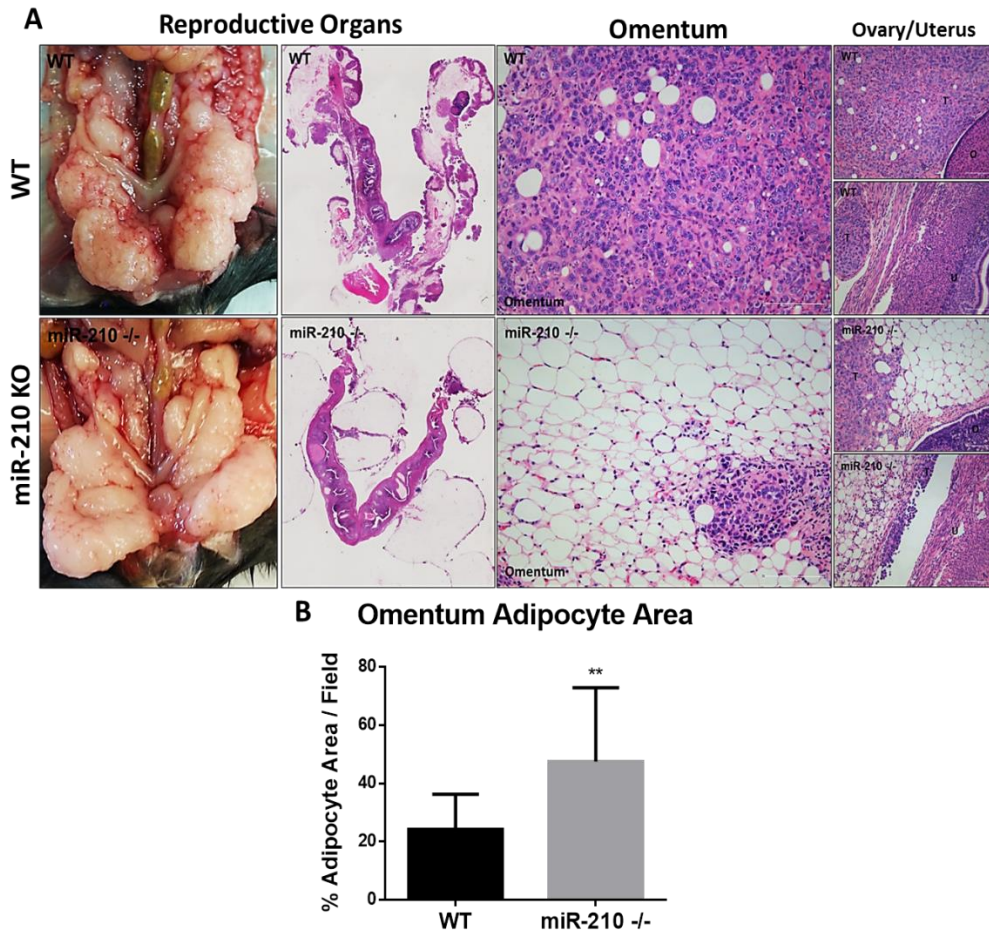 A
Reproductive Organs
Omentum
Ovary/Uterus
WT
WT
WT
Omentum
WT
WT
T
O
WT
T
U
miR-210 KO
miR-210 -/-
miR-210 -/-
miR-210 -/-
Omentum
miR-210 -/-
T
O
miR-210 -/-
T
U
B
Omentum Adipocyte Area
% Adipocyte Area / Field
80
60
40
20
0
**
WT
miR-210 -/-